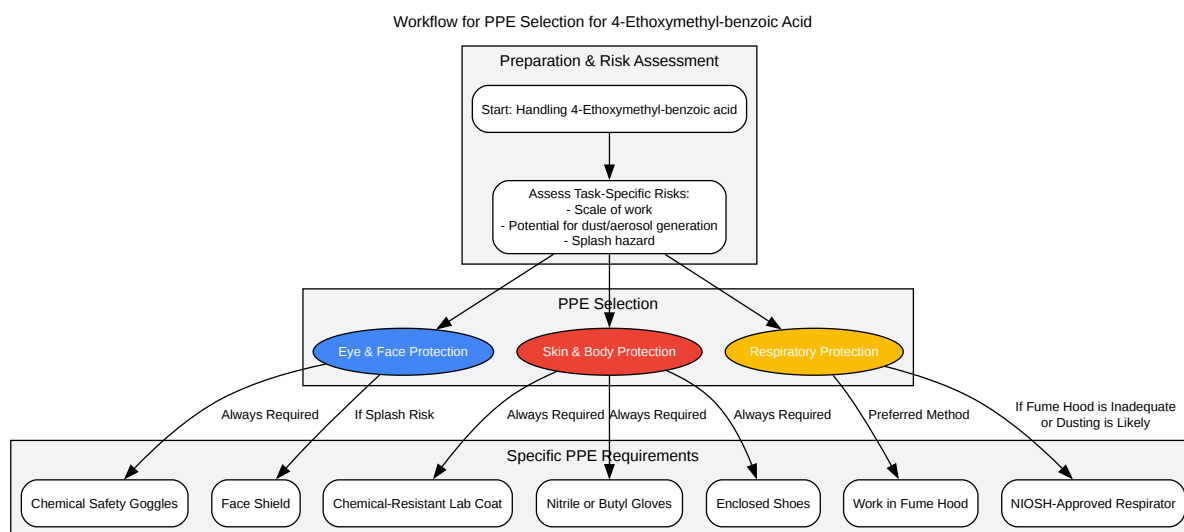 Workflow for PPE Selection for 4-Ethoxymethyl-benzoic Acid
Preparation & Risk Assessment
Start: Handling 4-Ethoxymethyl-benzoic acid
Assess Task-Specific Risks:
- Scale of work
- Potential for dust/aerosol generation
- Splash hazard
PPE Selection
Eye & Face Protection
Skin & Body Protection
Respiratory Protection
Always Required
If Splash Risk
Always Required
Always Required
Always Required
Preferred Method
If Fume Hood is Inadequate
or Dusting is Likely
Specific PPE Requirements
Chemical Safety Goggles
Face Shield
Chemical-Resistant Lab Coat
Nitrile or Butyl Gloves
Enclosed Shoes
Work in Fume Hood
NIOSH-Approved Respirator